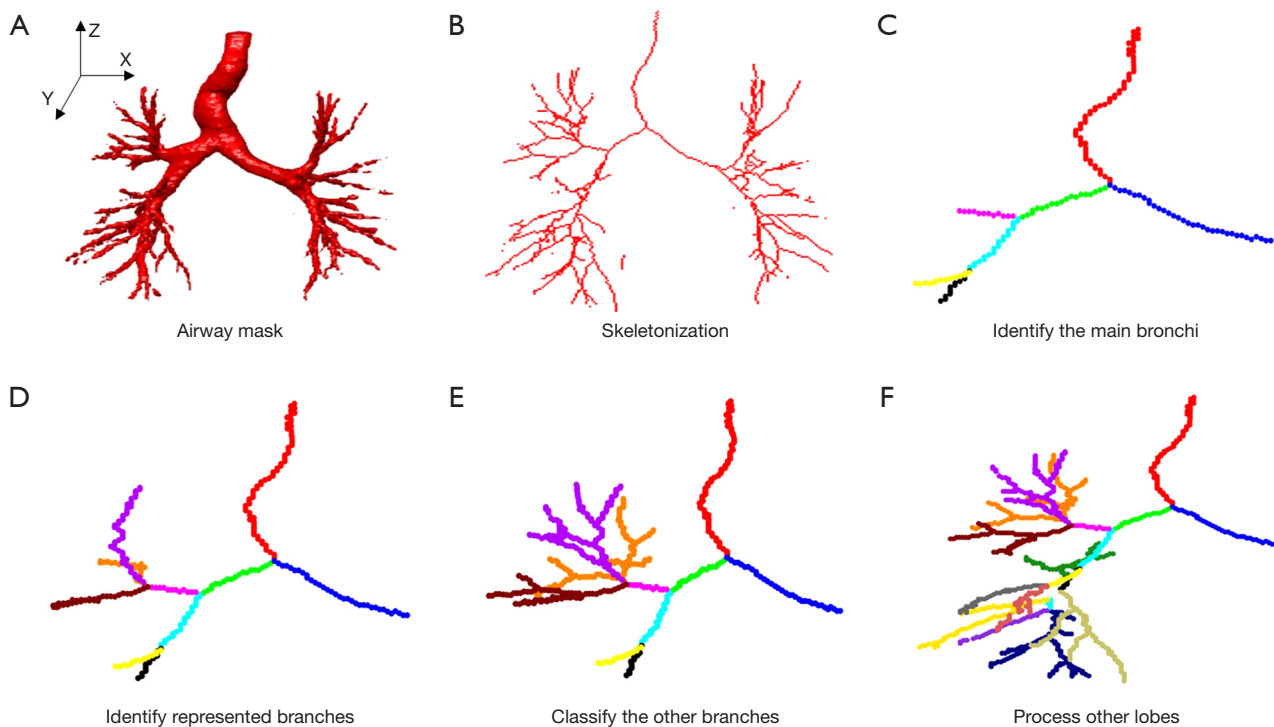 A
Z
X
Y
Airway mask
B
Skeletonization
C
Identify the main bronchi
D
Identify represented branches
E
Classify the other branches
F
Process other lobes